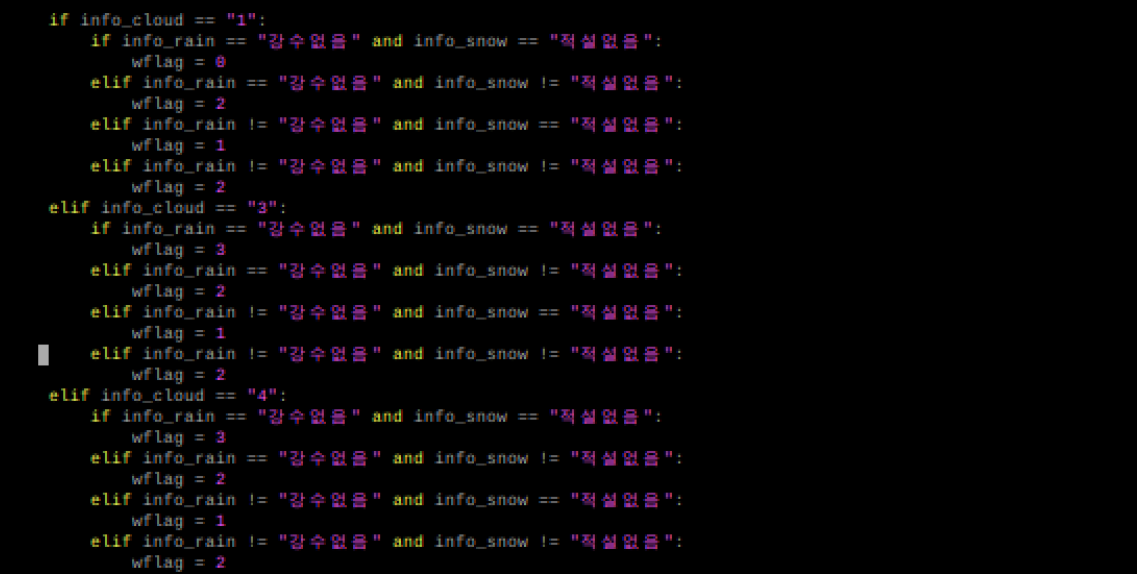 if info_cloud == "1":
if info_rain == "강수없음" and info_snow == "적설없음":
wflag = 0
elif info_rain == "강수없음" and info_snow != "적설없음":
wflag = 2
elif info_rain != "강수없음" and info_snow == "적설없음":
wflag = 1
elif info_rain != "강수없음" and info_snow != "적설없음":
wflag = 2
elif info_cloud == "3":
if info_rain == "강수없음" and info_snow == "적설없음":
wflag = 3
elif info_rain == "강수없음" and info_snow != "적설없음":
wflag = 2
elif info_rain != "강수없음" and info_snow == "적설없음":
wflag = 1
elif info_rain != "강수없음" and info_snow != "적설없음":
wflag = 2
elif info_cloud == "4":
if info_rain == "강수없음" and info_snow == "적설없음":
wflag = 3
elif info_rain == "강수없음" and info_snow != "적설없음":
wflag = 2
elif info_rain != "강수없음" and info_snow == "적설없음":
wflag = 1
elif info_rain != "강수없음" and info_snow != "적설없음":
wflag = 2